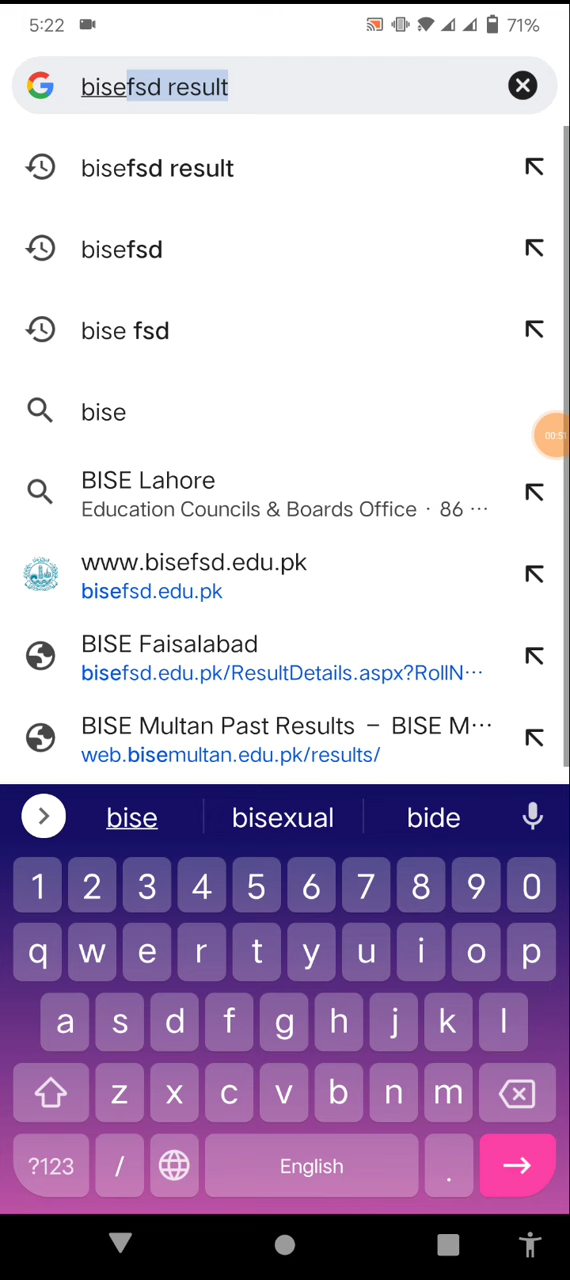 5:22 71%
bisefsd result
bisefsd result
bisefsd
bise fsd
bise
BISE Lahore
Education Councils & Boards Office · 86 ···
www.bisefsd.edu.pk
bisefsd.edu.pk
BISE Faisalabad
bisefsd.edu.pk/ResultDetails.aspx?RollN···
BISE Multan Past Results – BISE M···
web.bisemultan.edu.pk/results/
00:51
bise bisexual bide
1 2 3 4 5 6 7 8 9 0
q w e r t y u i o p
a s d f g h j k l
z x c v b n m
?123 / English .